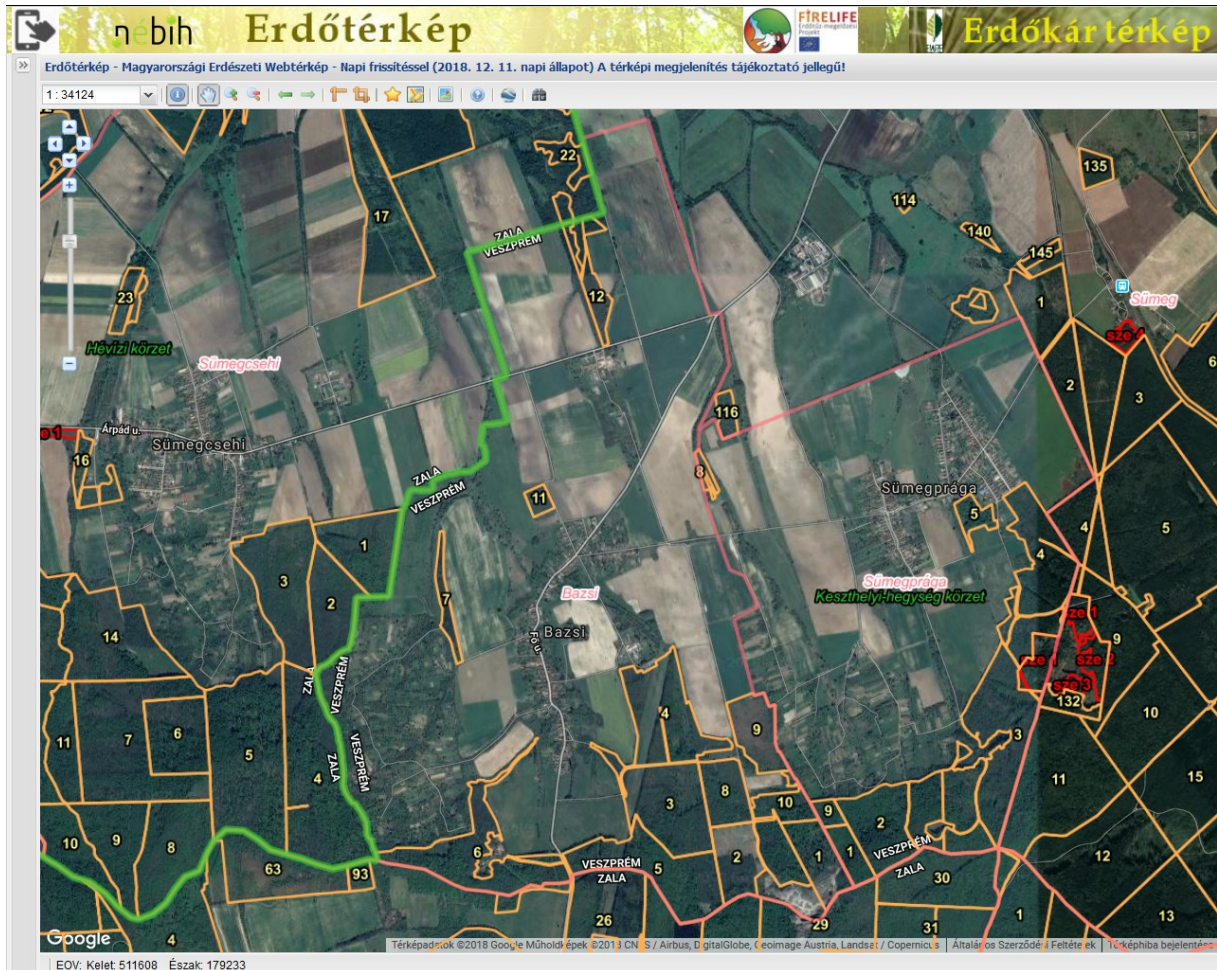 nebih Erdőtérkép FIRELIFE Erdőkár térkép
Erdőtérkép - Magyarországi Erdészeti Webtérkép - Napi frissítéssel (2018. 12. 11. napi állapot) A térképi megjelenítés tájékoztató jellegű!
1 : 34124
22
135
17
114
ZALA
VESZPRÉM
140
145
23
12
1
Sümeg
Hévízi körzet
Sümegcsehi
sze 4
6
2
3
116
Árpád u.
Sümegcsehi
16
ZALA
VESZPRÉM
8
11
Sümegprága
5
1
4
4
5
3
2
7
Bazsi
Sümegprága
Keszthelyi-hegység körzet
sze 1
14
Fő u.
Bazsi
9
ZALA
VESZPRÉM
sze 1
sze 2
sze 3
132
11
7
6
5
4
9
3
10
ZALA
VESZPRÉM
4
3
8
10
9
2
11
15
10
9
8
6
5
2
1
1
VESZPRÉM
ZALA
VESZPRÉM
ZALA
12
63
93
30
26
29
31
1
13
4
Google
Térképadatok ©2018 Google Műholdképek ©2018 CNES / Airbus, DigitalGlobe, Geoimage Austria, Landsat / Copernicus
Általános Szerződési Feltételek
Térképhiba bejelentése
EOV: Kelet: 511608 Észak: 179233